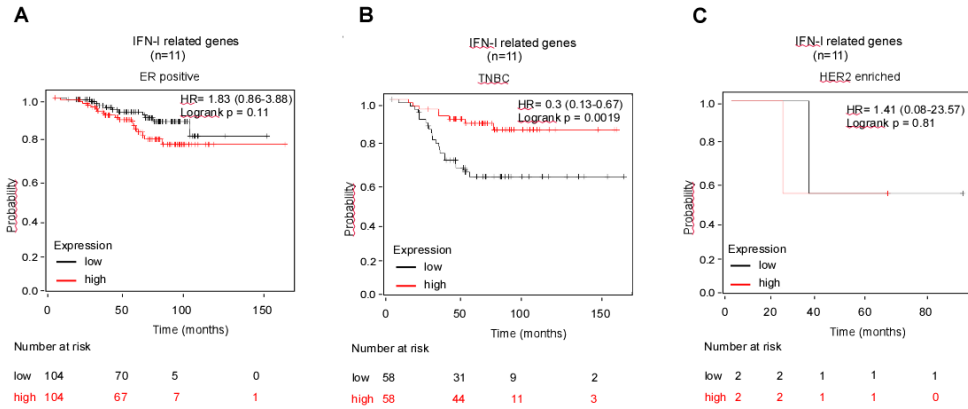 A
IFN-I related genes
(n=11)
ER positive
HR= 1.83 (0.86-3.88)
Logrank p = 0.11
Probability
1.0
0.8
0.6
0.4
0.2
0.0
Expression
low
high
0 50 100 150
Time (months)
Number at risk
low 104 70 5 0
high 104 67 7 1
B
IFN-I related genes
(n=11)
TNBC
HR= 0.3 (0.13-0.67)
Logrank p = 0.0019
Probability
1.0
0.8
0.6
0.4
0.2
0.0
Expression
low
high
0 50 100 150
Time (months)
Number at risk
low 58 31 9 2
high 58 44 11 3
C
IFN-I related genes
(n=11)
HER2 enriched
HR= 1.41 (0.08-23.57)
Logrank p = 0.81
Probability
1.0
0.8
0.6
0.4
0.2
0.0
Expression
low
high
0 20 40 60 80
Time (months)
Number at risk
low 2 2 1 1 1
high 2 2 1 1 0